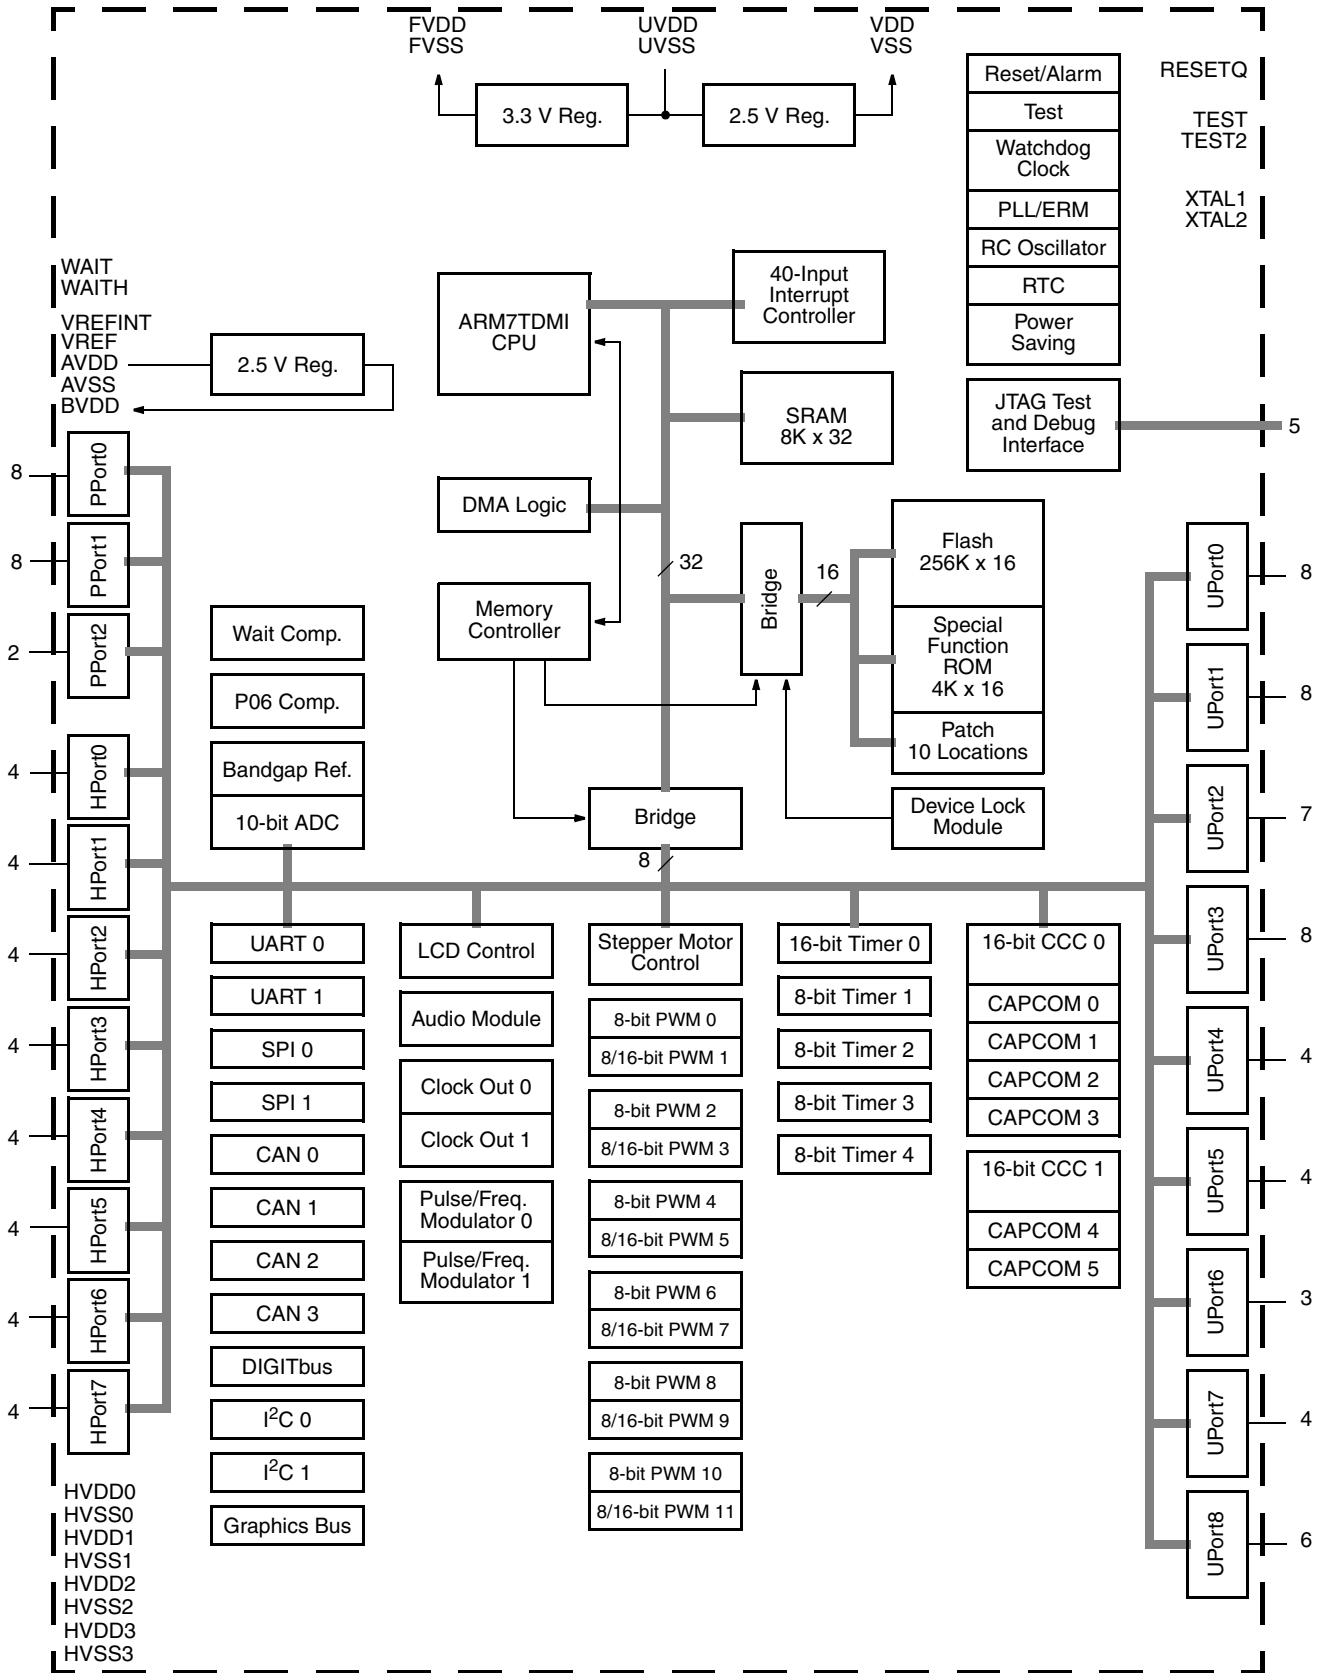 FVDD
FVSS
UVDD
UVSS
VDD
VSS
3.3 V Reg.
2.5 V Reg.
Reset/Alarm
Test
Watchdog
Clock
PLL/ERM
RC Oscillator
RTC
Power
Saving
RESETQ
TEST
TEST2
XTAL1
XTAL2
JTAG Test
and Debug
Interface
5
WAIT
WAITH
VREFINT
VREF
AVDD
AVSS
BVDD
2.5 V Reg.
ARM7TDMI
CPU
40-Input
Interrupt
Controller
SRAM
8K x 32
DMA Logic
32
Memory
Controller
Bridge
16
Flash
256K x 16
Special
Function
ROM
4K x 16
Patch
10 Locations
Device Lock
Module
Bridge
8
8
PPort0
8
PPort1
2
PPort2
4
HPort0
4
HPort1
4
HPort2
4
HPort3
4
HPort4
4
HPort5
4
HPort6
4
HPort7
HVDD0
HVSS0
HVDD1
HVSS1
HVDD2
HVSS2
HVDD3
HVSS3
Wait Comp.
P06 Comp.
Bandgap Ref.
10-bit ADC
UART 0
UART 1
SPI 0
SPI 1
CAN 0
CAN 1
CAN 2
CAN 3
DIGITbus
I²C 0
I²C 1
Graphics Bus
LCD Control
Audio Module
Clock Out 0
Clock Out 1
Pulse/Freq.
Modulator 0
Pulse/Freq.
Modulator 1
Stepper Motor
Control
8-bit PWM 0
8/16-bit PWM 1
8-bit PWM 2
8/16-bit PWM 3
8-bit PWM 4
8/16-bit PWM 5
8-bit PWM 6
8/16-bit PWM 7
8-bit PWM 8
8/16-bit PWM 9
8-bit PWM 10
8/16-bit PWM 11
16-bit Timer 0
8-bit Timer 1
8-bit Timer 2
8-bit Timer 3
8-bit Timer 4
16-bit CCC 0
CAPCOM 0
CAPCOM 1
CAPCOM 2
CAPCOM 3
16-bit CCC 1
CAPCOM 4
CAPCOM 5
UPort0
8
UPort1
8
UPort2
7
UPort3
8
UPort4
4
UPort5
4
UPort6
3
UPort7
4
UPort8
6